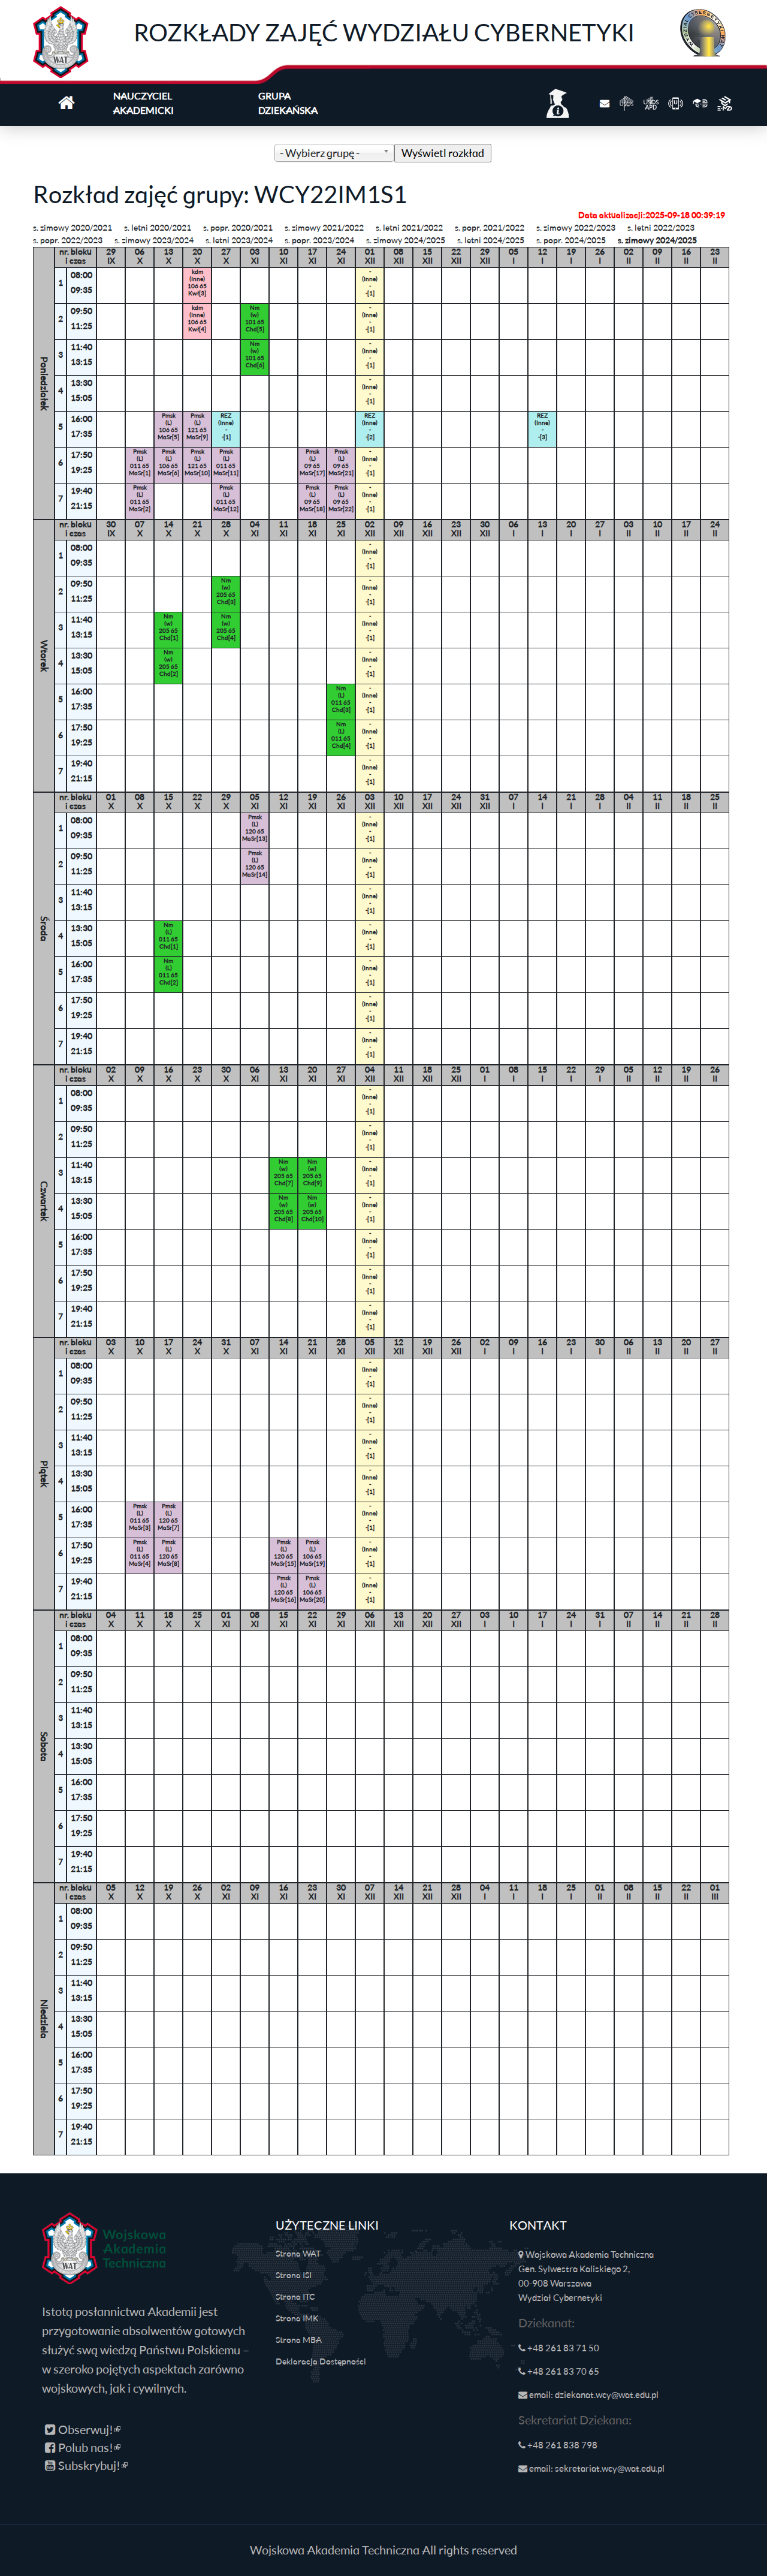 ROZKŁADY ZAJĘĆ WYDZIAŁU CYBERNETYKI
NAUCZYCIEL AKADEMICKI
GRUPA DZIEKAŃSKA
- Wybierz grupę -
Wyświetl rozkład
Rozkład zajęć grupy: WCY22IM1S1
Data aktualizacji:2025-09-18 00:39:19
s. zimowy 2020/2021 s. letni 2020/2021 s. popr. 2020/2021 s. zimowy 2021/2022 s. letni 2021/2022 s. popr. 2021/2022 s. zimowy 2022/2023 s. letni 2022/2023
s. popr. 2022/2023 s. zimowy 2023/2024 s. letni 2023/2024 s. popr. 2023/2024 s. zimowy 2024/2025 s. letni 2024/2025 s. popr. 2024/2025 s. zimowy 2024/2025
Poniedziałek
nr. bloku i czas 29 IX 06 X 13 X 20 X 27 X 03 XI 10 XI 17 XI 24 XI 01 XII 08 XII 15 XII 22 XII 29 XII 05 I 12 I 19 I 26 I 02 II 09 II 16 II 23 II
1 08:00 09:35 kdm (Inne) 106 65 Kwf[3] - (Inne) - -[1]
2 09:50 11:25 kdm (Inne) 106 65 Kwf[4] Nm (w) 101 65 Chd[5] - (Inne) - -[1]
3 11:40 13:15 Nm (w) 101 65 Chd[6] - (Inne) - -[1]
4 13:30 15:05 - (Inne) - -[1]
5 16:00 17:35 Pmsk (L) 106 65 MaSr[5] Pmsk (L) 121 65 MaSr[9] REZ (Inne) - -[1] REZ (Inne) - -[2] REZ (Inne) - -[3]
6 17:50 19:25 Pmsk (L) 011 65 MaSr[1] Pmsk (L) 106 65 MaSr[6] Pmsk (L) 121 65 MaSr[10] Pmsk (L) 011 65 MaSr[11] Pmsk (L) 09 65 MaSr[17] Pmsk (L) 09 65 MaSr[21] - (Inne) - -[1]
7 19:40 21:15 Pmsk (L) 011 65 MaSr[2] Pmsk (L) 011 65 MaSr[12] Pmsk (L) 09 65 MaSr[18] Pmsk (L) 09 65 MaSr[22] - (Inne) - -[1]
Wtorek
nr. bloku i czas 30 IX 07 X 14 X 21 X 28 X 04 XI 11 XI 18 XI 25 XI 02 XII 09 XII 16 XII 23 XII 30 XII 06 I 13 I 20 I 27 I 03 II 10 II 17 II 24 II
1 08:00 09:35 - (Inne) - -[1]
2 09:50 11:25 Nm (w) 205 65 Chd[3] - (Inne) - -[1]
3 11:40 13:15 Nm (w) 205 65 Chd[1] Nm (w) 205 65 Chd[4] - (Inne) - -[1]
4 13:30 15:05 Nm (w) 205 65 Chd[2] - (Inne) - -[1]
5 16:00 17:35 Nm (L) 011 65 Chd[3] - (Inne) - -[1]
6 17:50 19:25 Nm (L) 011 65 Chd[4] - (Inne) - -[1]
7 19:40 21:15 - (Inne) - -[1]
Środa
nr. bloku i czas 01 X 08 X 15 X 22 X 29 X 05 XI 12 XI 19 XI 26 XI 03 XII 10 XII 17 XII 24 XII 31 XII 07 I 14 I 21 I 28 I 04 II 11 II 18 II 25 II
1 08:00 09:35 Pmsk (L) 120 65 MaSr[13] - (Inne) - -[1]
2 09:50 11:25 Pmsk (L) 120 65 MaSr[14] - (Inne) - -[1]
3 11:40 13:15 - (Inne) - -[1]
4 13:30 15:05 Nm (L) 011 65 Chd[1] - (Inne) - -[1]
5 16:00 17:35 Nm (L) 011 65 Chd[2] - (Inne) - -[1]
6 17:50 19:25 - (Inne) - -[1]
7 19:40 21:15 - (Inne) - -[1]
Czwartek
nr. bloku i czas 02 X 09 X 16 X 23 X 30 X 06 XI 13 XI 20 XI 27 XI 04 XII 11 XII 18 XII 25 XII 01 I 08 I 15 I 22 I 29 I 05 II 12 II 19 II 26 II
1 08:00 09:35 - (Inne) - -[1]
2 09:50 11:25 - (Inne) - -[1]
3 11:40 13:15 Nm (w) 205 65 Chd[7] Nm (w) 205 65 Chd[9] - (Inne) - -[1]
4 13:30 15:05 Nm (w) 205 65 Chd[8] Nm (w) 205 65 Chd[10] - (Inne) - -[1]
5 16:00 17:35 - (Inne) - -[1]
6 17:50 19:25 - (Inne) - -[1]
7 19:40 21:15 - (Inne) - -[1]
Piątek
nr. bloku i czas 03 X 10 X 17 X 24 X 31 X 07 XI 14 XI 21 XI 28 XI 05 XII 12 XII 19 XII 26 XII 02 I 09 I 16 I 23 I 30 I 06 II 13 II 20 II 27 II
1 08:00 09:35 - (Inne) - -[1]
2 09:50 11:25 - (Inne) - -[1]
3 11:40 13:15 - (Inne) - -[1]
4 13:30 15:05 - (Inne) - -[1]
5 16:00 17:35 Pmsk (L) 011 65 MaSr[3] Pmsk (L) 120 65 MaSr[7] - (Inne) - -[1]
6 17:50 19:25 Pmsk (L) 011 65 MaSr[4] Pmsk (L) 120 65 MaSr[8] Pmsk (L) 120 65 MaSr[15] Pmsk (L) 106 65 MaSr[19] - (Inne) - -[1]
7 19:40 21:15 Pmsk (L) 120 65 MaSr[16] Pmsk (L) 106 65 MaSr[20] - (Inne) - -[1]
Sobota
nr. bloku i czas 04 X 11 X 18 X 25 X 01 XI 08 XI 15 XI 22 XI 29 XI 06 XII 13 XII 20 XII 27 XII 03 I 10 I 17 I 24 I 31 I 07 II 14 II 21 II 28 II
1 08:00 09:35
2 09:50 11:25
3 11:40 13:15
4 13:30 15:05
5 16:00 17:35
6 17:50 19:25
7 19:40 21:15
Niedziela
nr. bloku i czas 05 X 12 X 19 X 26 X 02 XI 09 XI 16 XI 23 XI 30 XI 07 XII 14 XII 21 XII 28 XII 04 I 11 I 18 I 25 I 01 II 08 II 15 II 22 II 01 III
1 08:00 09:35
2 09:50 11:25
3 11:40 13:15
4 13:30 15:05
5 16:00 17:35
6 17:50 19:25
7 19:40 21:15
WAT
Wojskowa
Akademia
Techniczna
Istotą posłannictwa Akademii jest
przygotowanie absolwentów gotowych
służyć swą wiedzą Państwu Polskiemu –
w szeroko pojętych aspektach zarówno
wojskowych, jak i cywilnych.
Obserwuj!
Polub nas!
Subskrybuj!
UŻYTECZNE LINKI
Strona WAT
Strona ISI
Strona ITC
Strona IMK
Strona MBA
Deklaracja Dostępności
KONTAKT
Wojskowa Akademia Techniczna
Gen. Sylwestra Kaliskiego 2,
00-908 Warszawa
Wydział Cybernetyki
Dziekanat:
+48 261 83 71 50
+48 261 83 70 65
email: dziekanat.wcy@wat.edu.pl
Sekretariat Dziekana:
+48 261 838 798
email: sekretariat.wcy@wat.edu.pl
Wojskowa Akademia Techniczna All rights reserved